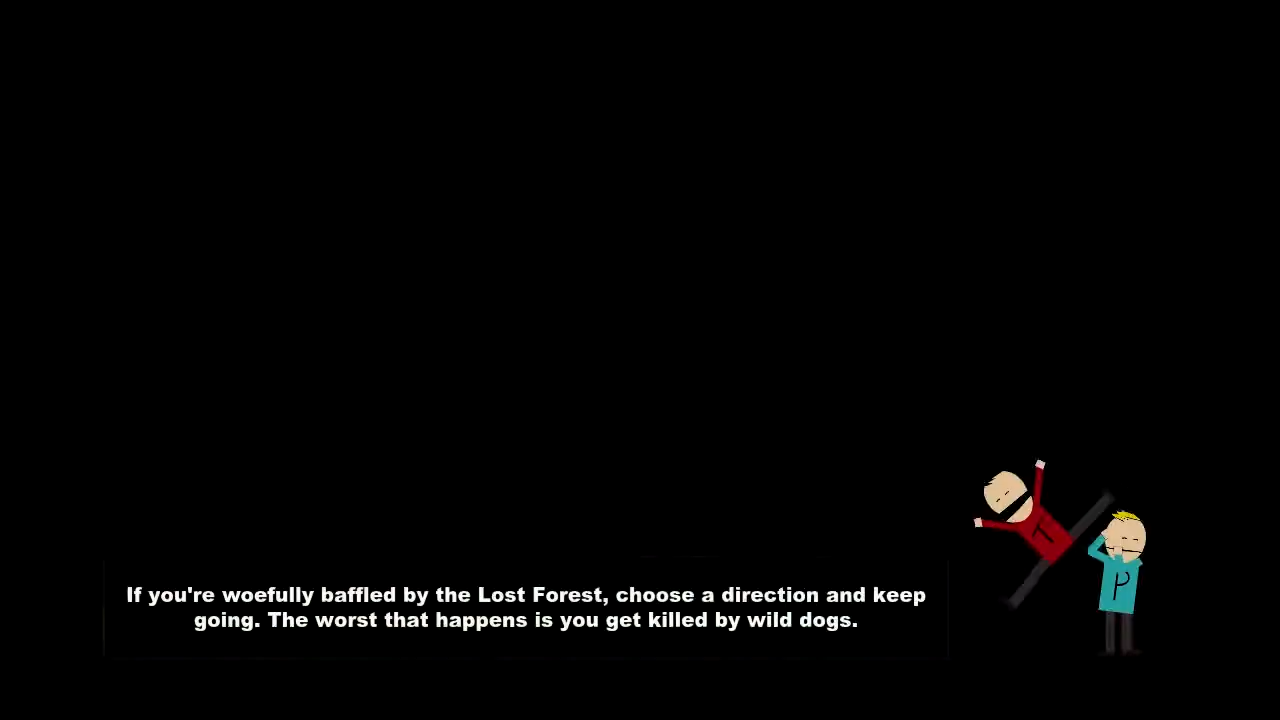 If you're woefully baffled by the Lost Forest, choose a direction and keep
going. The worst that happens is you get killed by wild dogs.
T
P